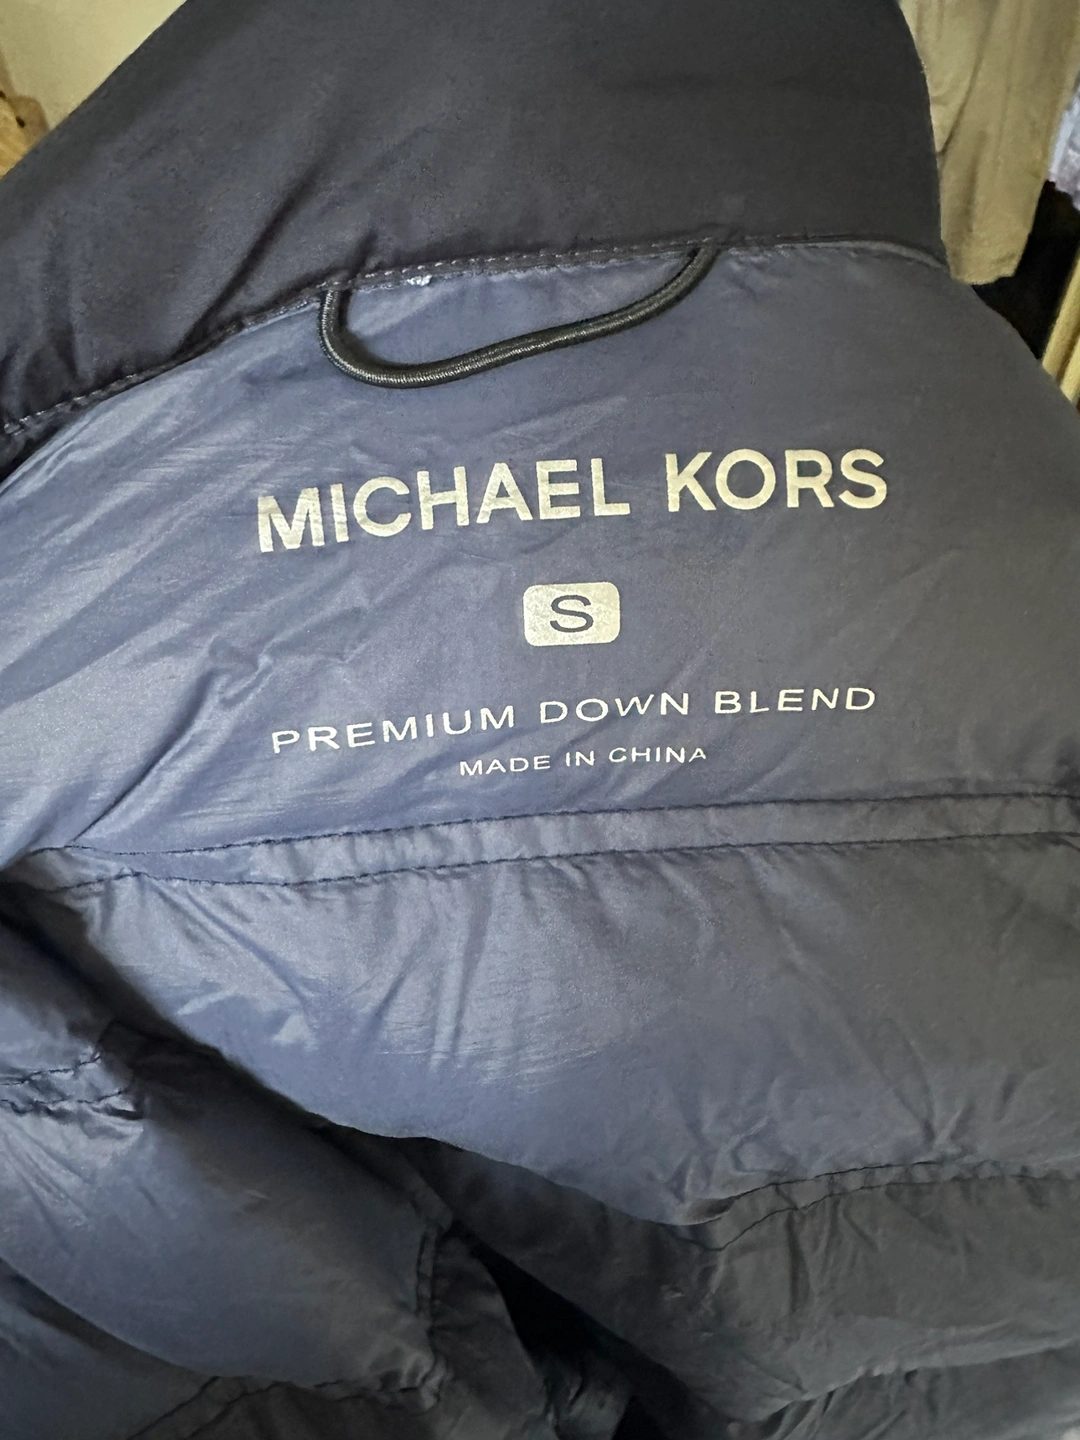 MICHAEL KORS
S
PREMIUM DOWN BLEND
MADE IN CHINA